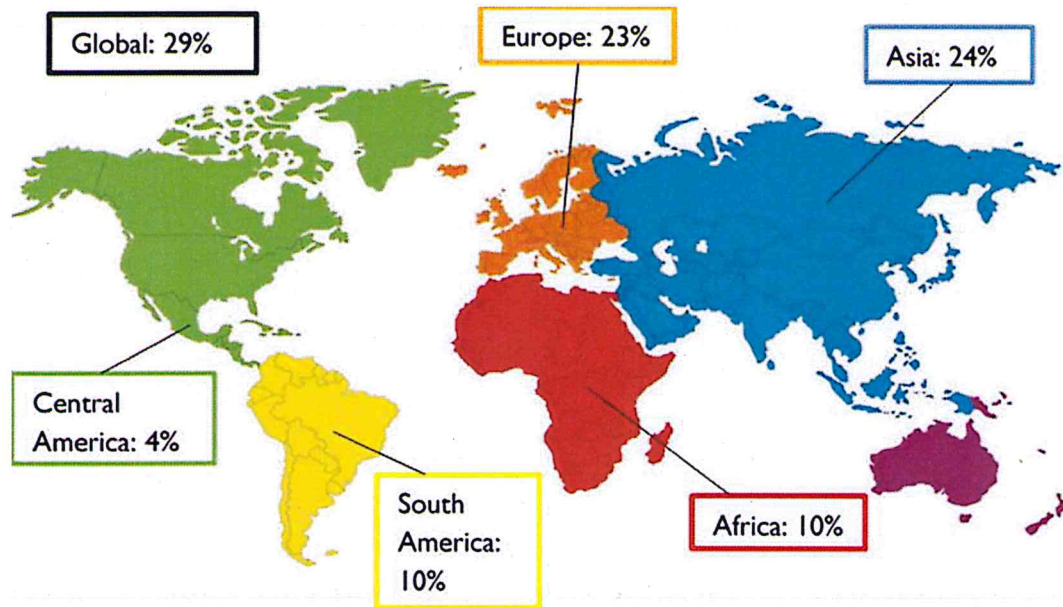 Global: 29%
Europe: 23%
Asia: 24%
Central
America: 4%
South
America:
10%
Africa: 10%